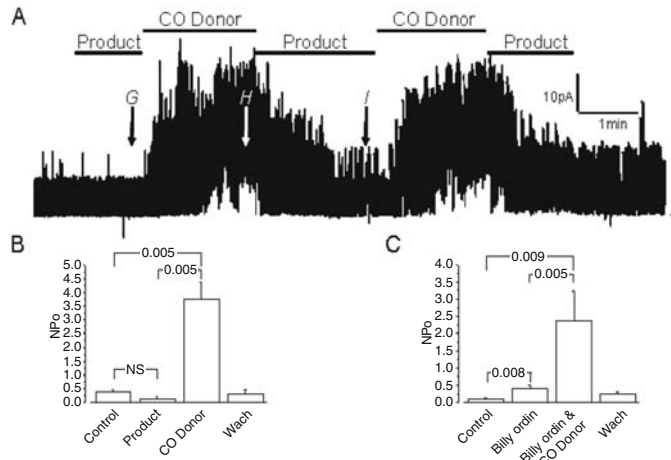 A
CO Donor
CO Donor
Product
Product
Product
G
H
I
10pA
1min
B
0.005
0.005
NS
5.0
4.5
4.0
3.5
3.0
2.5
2.0
1.5
1.0
0.5
0.0
NPo
Control
Product
CO Donor
Wach
C
0.009
0.005
0.008
4.0
3.5
3.0
2.5
2.0
1.5
1.0
0.5
0.0
NPo
Control
Billy ordin
Billy ordin &
CO Donor
Wach